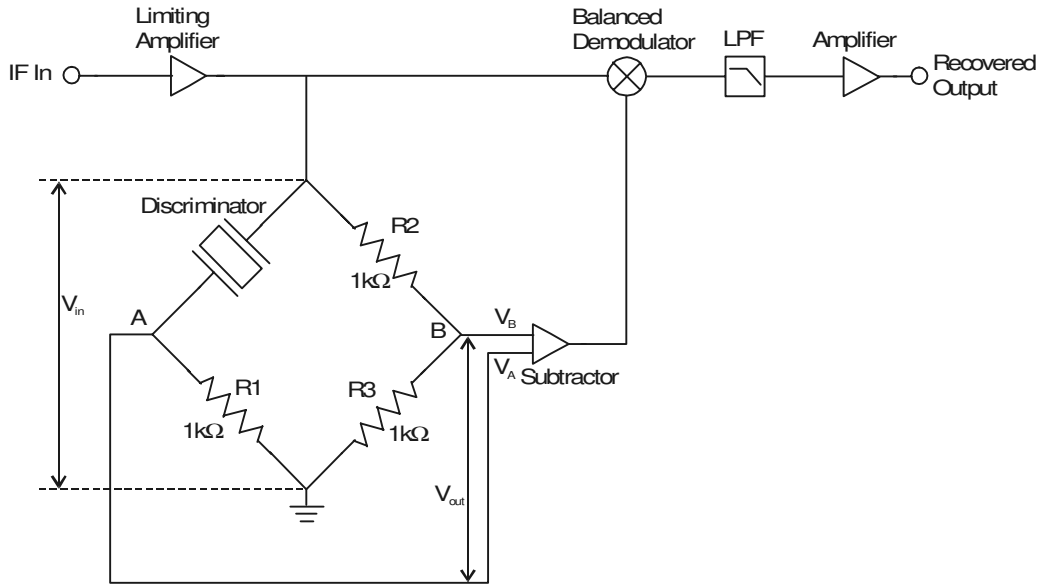 Limiting
Amplifier
Balanced
Demodulator
LPF
Amplifier
IF In
Recovered
Output
Discriminator
R2
1kΩ
Vin
A
B
VB
VA
Subtractor
R1
1kΩ
R3
1kΩ
Vout